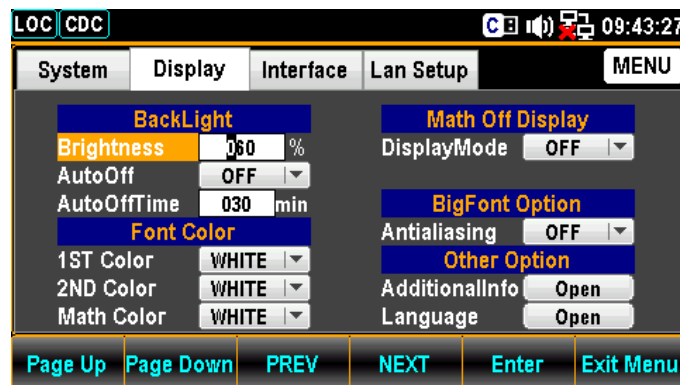 LOC CDC C 09:43:27
System Display Interface Lan Setup MENU
BackLight
Brightness 060 %
AutoOff OFF
AutoOffTime 030 min
Font Color
1ST Color WHITE
2ND Color WHITE
Math Color WHITE
Math Off Display
DisplayMode OFF
BigFont Option
Antialiasing OFF
Other Option
AdditionalInfo Open
Language Open
Page Up Page Down PREV NEXT Enter Exit Menu